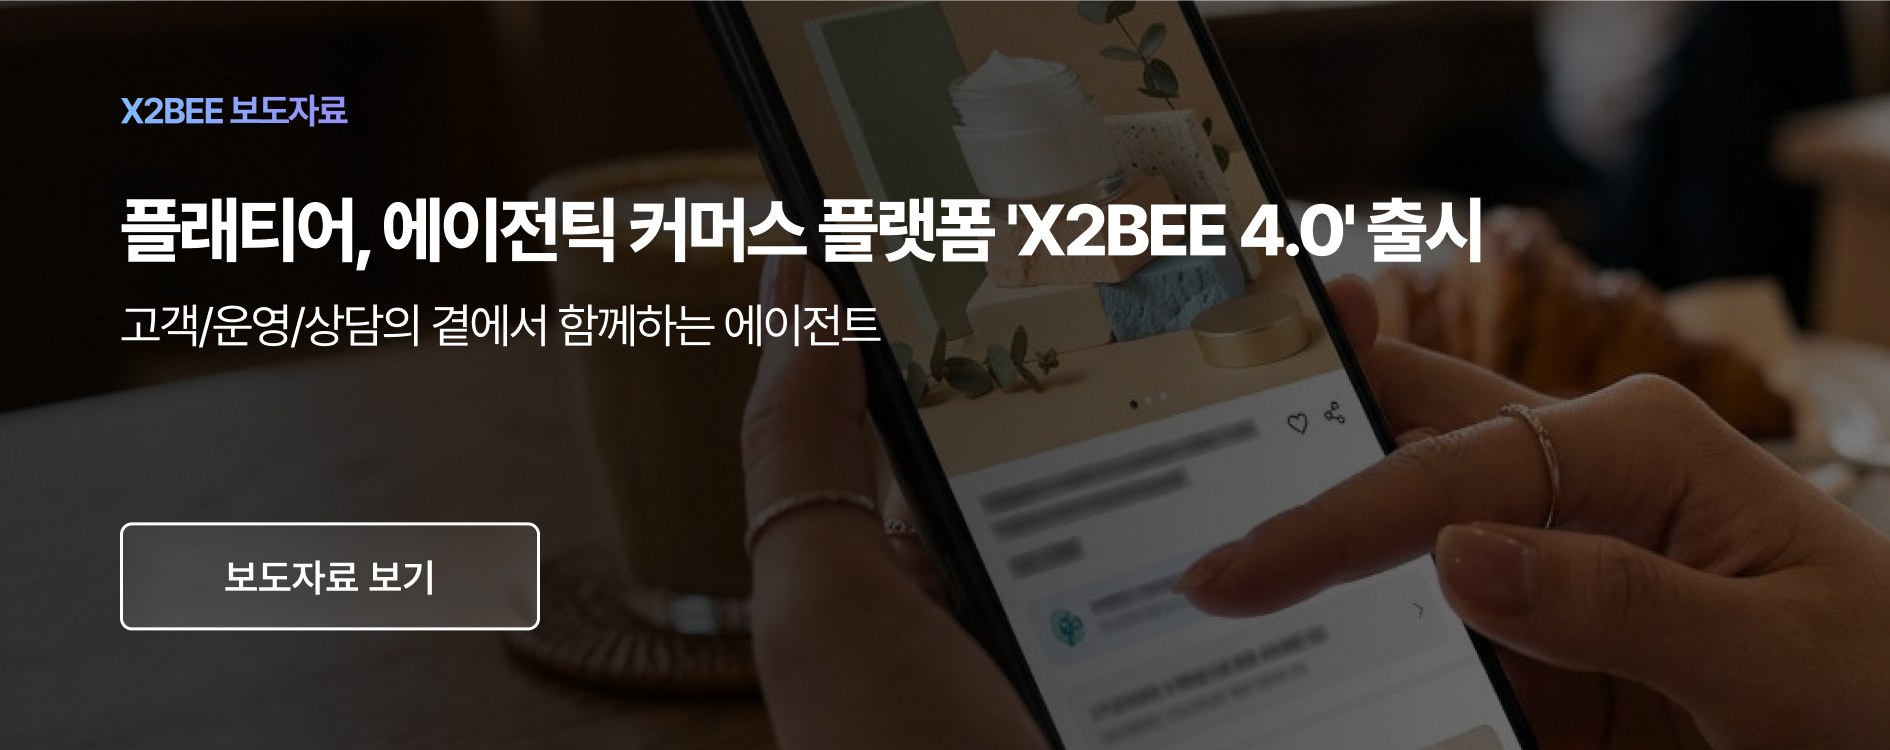 X2BEE 보도자료
플래티어, 에이전틱 커머스 플랫폼 'X2BEE 4.0' 출시
고객/운영/상담의 곁에서 함께하는 에이전트
보도자료 보기